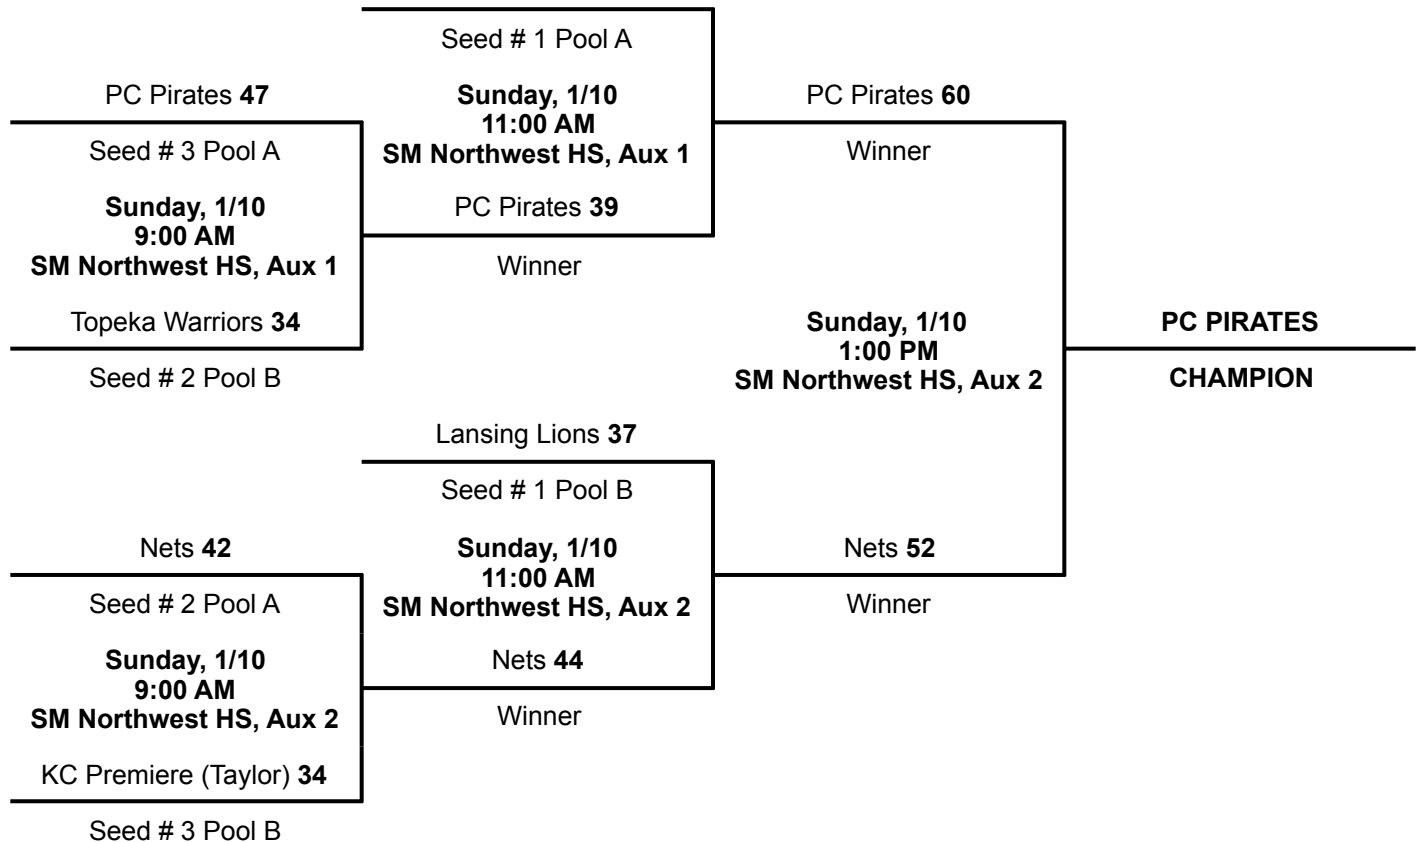 Seed # 1 Pool A
PC Pirates 47
Sunday, 1/10
11:00 AM
SM Northwest HS, Aux 1
PC Pirates 60
Seed # 3 Pool A
Winner
Sunday, 1/10
9:00 AM
SM Northwest HS, Aux 1
PC Pirates 39
Winner
Topeka Warriors 34
Seed # 2 Pool B
Sunday, 1/10
1:00 PM
SM Northwest HS, Aux 2
PC PIRATES
CHAMPION
Lansing Lions 37
Seed # 1 Pool B
Nets 42
Sunday, 1/10
11:00 AM
SM Northwest HS, Aux 2
Nets 52
Seed # 2 Pool A
Winner
Sunday, 1/10
9:00 AM
SM Northwest HS, Aux 2
Nets 44
Winner
KC Premiere (Taylor) 34
Seed # 3 Pool B